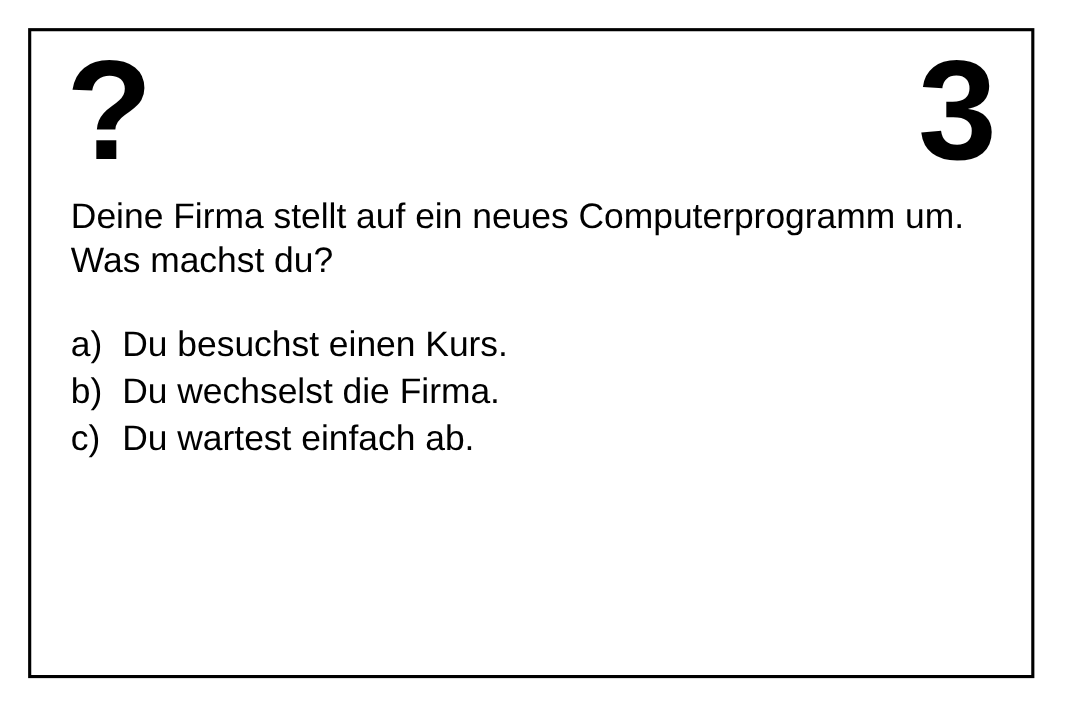 ? 3
Deine Firma stellt auf ein neues Computerprogramm um.
Was machst du?
a) Du besuchst einen Kurs.
b) Du wechselst die Firma.
c) Du wartest einfach ab.